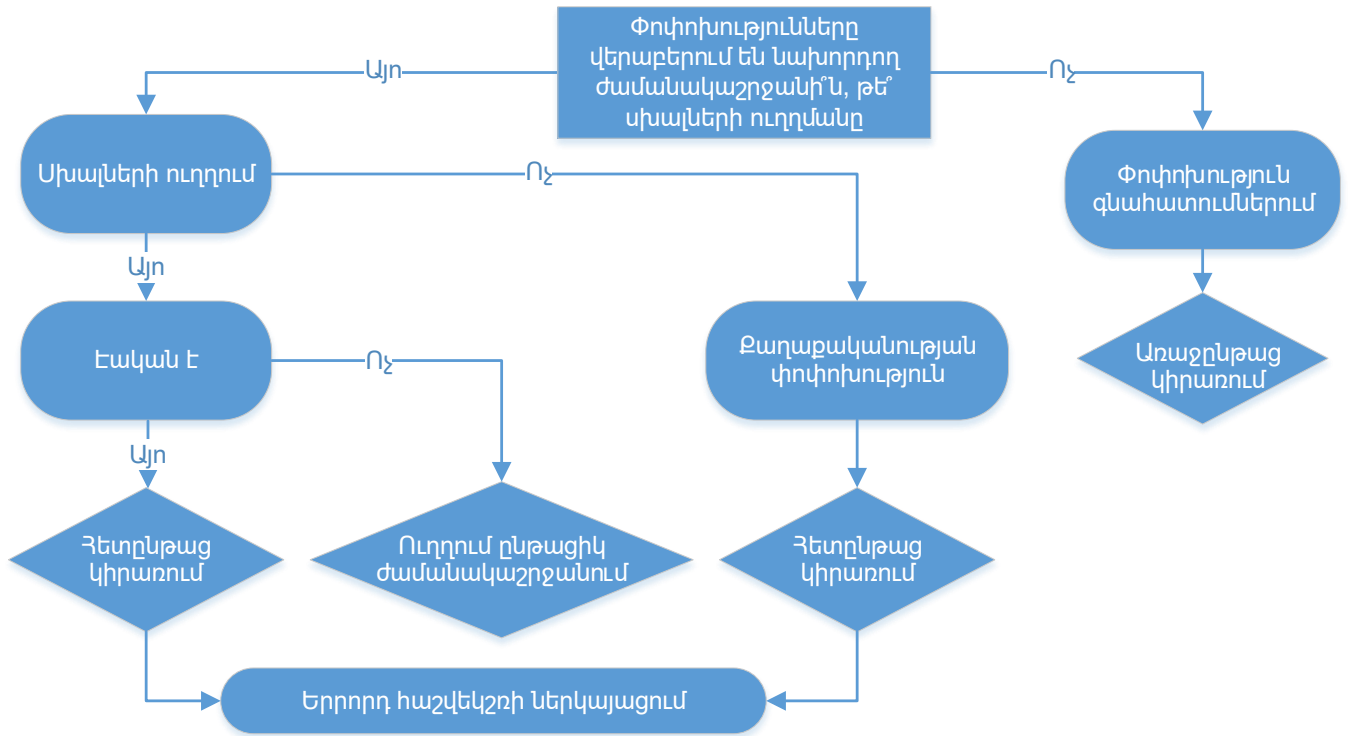 Փոփոխությունները
վերաբերում են նախորդող
ժամանակաշրջանի՞ն, թե՞
սխալների ուղղմանը
Այո
Ոչ
Սխալների ուղղում
Ոչ
Փոփոխություն
գնահատումներում
Այո
Էական է
Ոչ
Քաղաքականության
փոփոխություն
Առաջընթաց
կիրառում
Այո
Հետընթաց
կիրառում
Ուղղում ընթացիկ
ժամանակաշրջանում
Հետընթաց
կիրառում
Երրորդ հաշվեկշռի ներկայացում